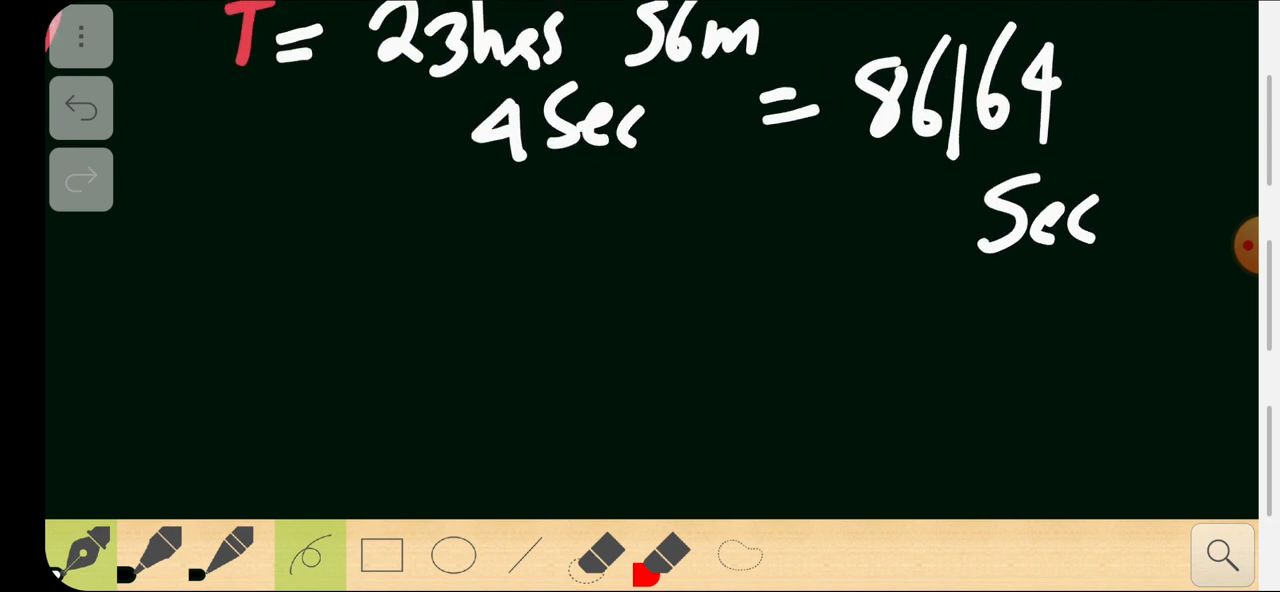 T = 23hrs 56m
4 Sec = 86164
Sec